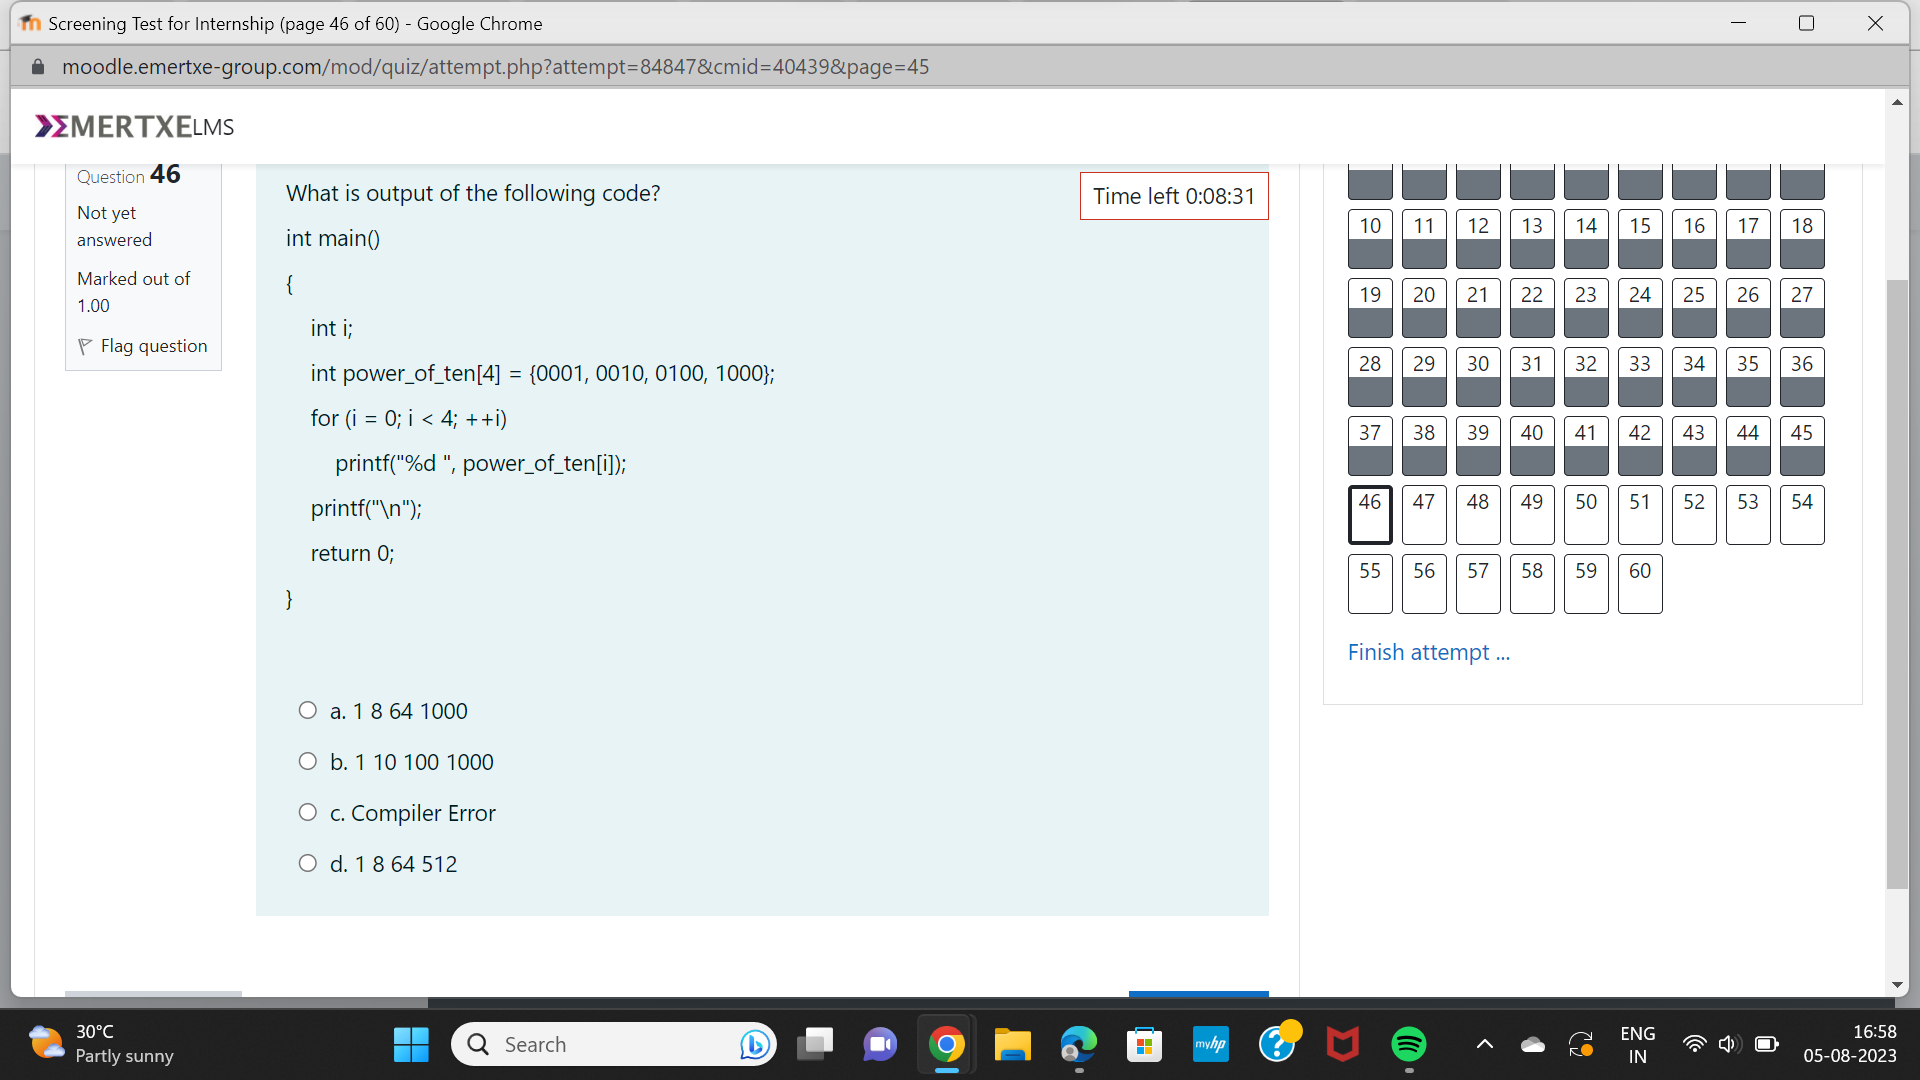 Screening Test for Internship (page 46 of 60) - Google Chrome
moodle.emertxe-group.com/mod/quiz/attempt.php?attempt=84847&cmid=40439&page=45
EMERTXE LMS
Question 46
Not yet
answered
Marked out of
1.00
Flag question
What is output of the following code?
Time left 0:08:31
int main()
{
int i;
int power_of_ten[4] = {0001, 0010, 0100, 1000};
for (i = 0; i < 4; ++i)
printf("%d ", power_of_ten[i]);
printf("\n");
return 0;
}
a. 1 8 64 1000
b. 1 10 100 1000
c. Compiler Error
d. 1 8 64 512
10 11 12 13 14 15 16 17 18
19 20 21 22 23 24 25 26 27
28 29 30 31 32 33 34 35 36
37 38 39 40 41 42 43 44 45
46 47 48 49 50 51 52 53 54
55 56 57 58 59 60
Finish attempt ...
30°C
Partly sunny
Search
myhp
ENG
IN
16:58
05-08-2023